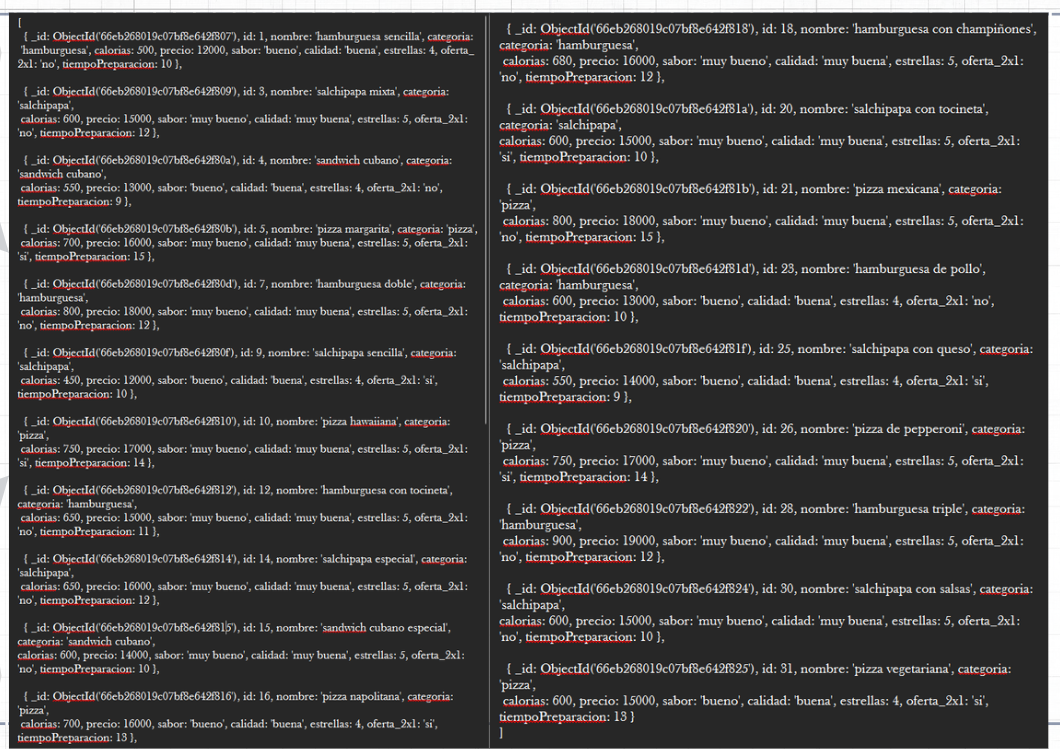 [
{ _id: ObjectId('66eb268019c07bf8e642f807'), id: 1, nombre: 'hamburguesa sencilla', categoria:
'hamburguesa', calorias: 500, precio: 12000, sabor: 'bueno', calidad: 'buena', estrellas: 4, oferta_
2x1: 'no', tiempoPreparacion: 10 },
{ _id: ObjectId('66eb268019c07bf8e642f809'), id: 3, nombre: 'salchipapa mixta', categoria:
'salchipapa',
calorias: 600, precio: 15000, sabor: 'muy bueno', calidad: 'muy buena', estrellas: 5, oferta_2x1:
'no', tiempoPreparacion: 12 },
{ _id: ObjectId('66eb268019c07bf8e642f80a'), id: 4, nombre: 'sandwich cubano', categoria:
'sandwich cubano',
calorias: 550, precio: 13000, sabor: 'bueno', calidad: 'buena', estrellas: 4, oferta_2x1: 'no',
tiempoPreparacion: 9 },
{ _id: ObjectId('66eb268019c07bf8e642f80b'), id: 5, nombre: 'pizza margarita', categoria: 'pizza',
calorias: 700, precio: 16000, sabor: 'muy bueno', calidad: 'muy buena', estrellas: 5, oferta_2x1:
'si', tiempoPreparacion: 15 },
{ _id: ObjectId('66eb268019c07bf8e642f80d'), id: 7, nombre: 'hamburguesa doble', categoria:
'hamburguesa',
calorias: 800, precio: 18000, sabor: 'muy bueno', calidad: 'muy buena', estrellas: 5, oferta_2x1:
'no', tiempoPreparacion: 12 },
{ _id: ObjectId('66eb268019c07bf8e642f80f'), id: 9, nombre: 'salchipapa sencilla', categoria:
'salchipapa',
calorias: 450, precio: 12000, sabor: 'bueno', calidad: 'buena', estrellas: 4, oferta_2x1: 'si',
tiempoPreparacion: 10 },
{ _id: ObjectId('66eb268019c07bf8e642f810'), id: 10, nombre: 'pizza hawaiiana', categoria:
'pizza',
calorias: 750, precio: 17000, sabor: 'muy bueno', calidad: 'muy buena', estrellas: 5, oferta_2x1:
'si', tiempoPreparacion: 14 },
{ _id: ObjectId('66eb268019c07bf8e642f812'), id: 12, nombre: 'hamburguesa con tocineta',
categoria: 'hamburguesa',
calorias: 650, precio: 15000, sabor: 'muy bueno', calidad: 'muy buena', estrellas: 5, oferta_2x1:
'no', tiempoPreparacion: 11 },
{ _id: ObjectId('66eb268019c07bf8e642f814'), id: 14, nombre: 'salchipapa especial', categoria:
'salchipapa',
calorias: 650, precio: 16000, sabor: 'muy bueno', calidad: 'muy buena', estrellas: 5, oferta_2x1:
'no', tiempoPreparacion: 12 },
{ _id: ObjectId('66eb268019c07bf8e642f815'), id: 15, nombre: 'sandwich cubano especial',
categoria: 'sandwich cubano',
calorias: 600, precio: 14000, sabor: 'muy bueno', calidad: 'muy buena', estrellas: 5, oferta_2x1:
'no', tiempoPreparacion: 10 },
{ _id: ObjectId('66eb268019c07bf8e642f816'), id: 16, nombre: 'pizza napolitana', categoria:
'pizza',
calorias: 700, precio: 16000, sabor: 'bueno', calidad: 'buena', estrellas: 4, oferta_2x1: 'si',
tiempoPreparacion: 13 },
{ _id: ObjectId('66eb268019c07bf8e642f818'), id: 18, nombre: 'hamburguesa con champiñones',
categoria: 'hamburguesa',
calorias: 680, precio: 16000, sabor: 'muy bueno', calidad: 'muy buena', estrellas: 5, oferta_2x1:
'no', tiempoPreparacion: 12 },
{ _id: ObjectId('66eb268019c07bf8e642f81a'), id: 20, nombre: 'salchipapa con tocineta',
categoria: 'salchipapa',
calorias: 600, precio: 15000, sabor: 'muy bueno', calidad: 'muy buena', estrellas: 5, oferta_2x1:
'si', tiempoPreparacion: 10 },
{ _id: ObjectId('66eb268019c07bf8e642f81b'), id: 21, nombre: 'pizza mexicana', categoria:
'pizza',
calorias: 800, precio: 18000, sabor: 'muy bueno', calidad: 'muy buena', estrellas: 5, oferta_2x1:
'no', tiempoPreparacion: 15 },
{ _id: ObjectId('66eb268019c07bf8e642f81d'), id: 23, nombre: 'hamburguesa de pollo',
categoria: 'hamburguesa',
calorias: 600, precio: 13000, sabor: 'bueno', calidad: 'buena', estrellas: 4, oferta_2x1: 'no',
tiempoPreparacion: 10 },
{ _id: ObjectId('66eb268019c07bf8e642f81f'), id: 25, nombre: 'salchipapa con queso', categoria:
'salchipapa',
calorias: 550, precio: 14000, sabor: 'bueno', calidad: 'buena', estrellas: 4, oferta_2x1: 'si',
tiempoPreparacion: 9 },
{ _id: ObjectId('66eb268019c07bf8e642f820'), id: 26, nombre: 'pizza de pepperoni', categoria:
'pizza',
calorias: 750, precio: 17000, sabor: 'muy bueno', calidad: 'muy buena', estrellas: 5, oferta_2x1:
'si', tiempoPreparacion: 14 },
{ _id: ObjectId('66eb268019c07bf8e642f822'), id: 28, nombre: 'hamburguesa triple', categoria:
'hamburguesa',
calorias: 900, precio: 19000, sabor: 'muy bueno', calidad: 'muy buena', estrellas: 5, oferta_2x1:
'no', tiempoPreparacion: 12 },
{ _id: ObjectId('66eb268019c07bf8e642f824'), id: 30, nombre: 'salchipapa con salsas', categoria:
'salchipapa',
calorias: 600, precio: 15000, sabor: 'muy bueno', calidad: 'muy buena', estrellas: 5, oferta_2x1:
'no', tiempoPreparacion: 10 },
{ _id: ObjectId('66eb268019c07bf8e642f825'), id: 31, nombre: 'pizza vegetariana', categoria:
'pizza',
calorias: 600, precio: 15000, sabor: 'bueno', calidad: 'buena', estrellas: 4, oferta_2x1: 'si',
tiempoPreparacion: 13 }
]